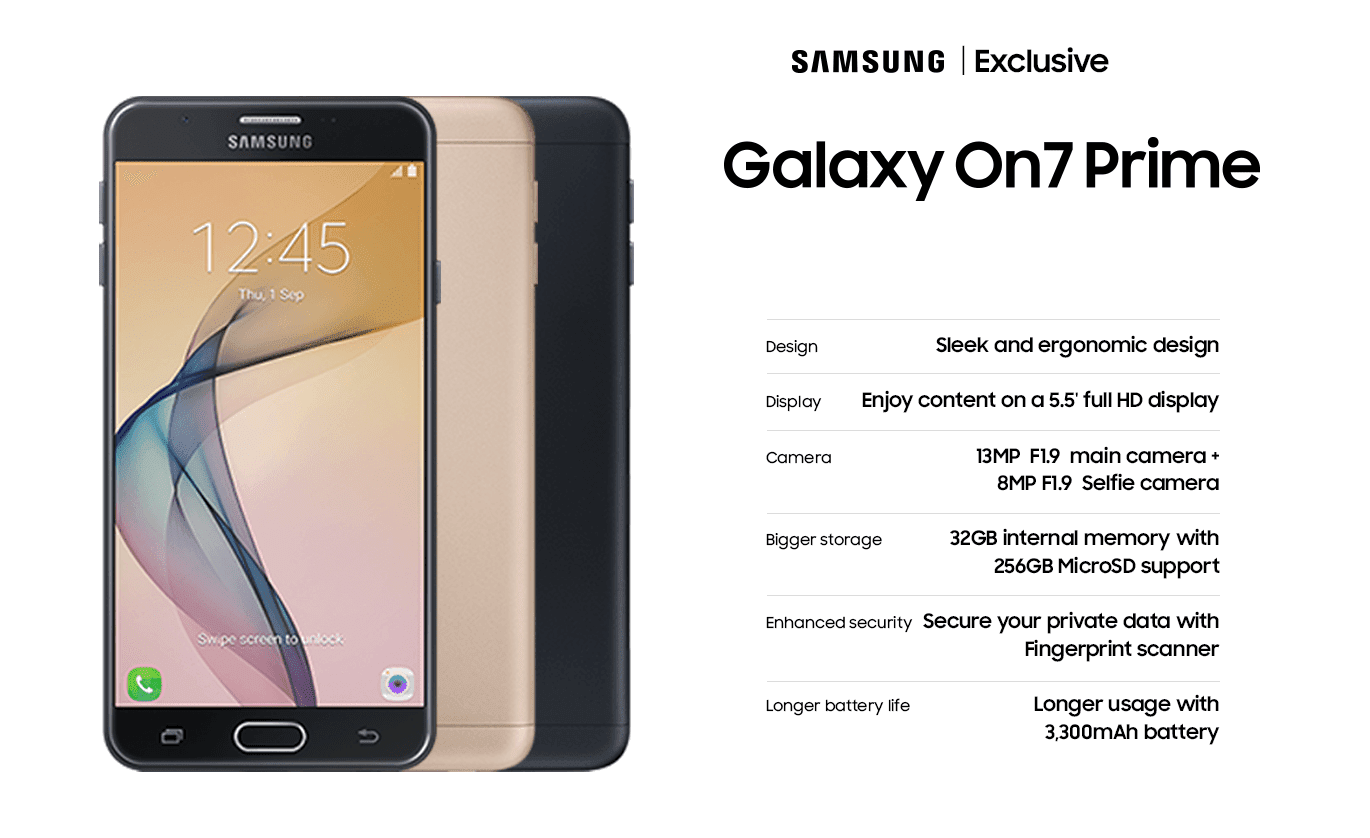 SAMSUNG | Exclusive
Galaxy On7 Prime
SAMSUNG
12:45
Thu, 1 Sep
Swipe screen to unlock
Design Sleek and ergonomic design
Display Enjoy content on a 5.5' full HD display
Camera 13MP F1.9 main camera +
8MP F1.9 Selfie camera
Bigger storage 32GB internal memory with
256GB MicroSD support
Enhanced security Secure your private data with
Fingerprint scanner
Longer battery life Longer usage with
3,300mAh battery